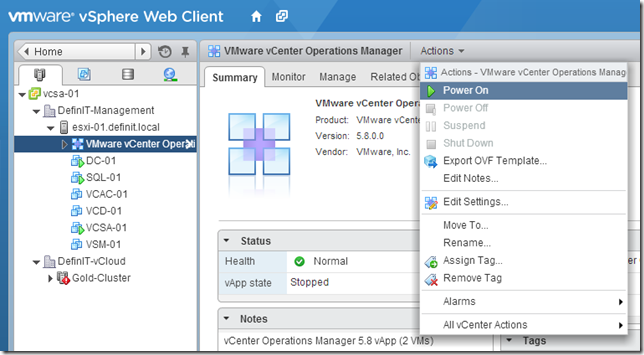 vmware vSphere Web Client
Home
vcsa-01
DefinIT-Management
esxi-01.definit.local
VMware vCenter Operati
DC-01
SQL-01
VCAC-01
VCD-01
VCSA-01
VSM-01
DefinIT-vCloud
Gold-Cluster
VMware vCenter Operations Manager
Actions
Summary
Monitor
Manage
Related Ob
VMware vCenter Oper
Product: VMware vCente
Version: 5.8.0.0
Vendor: VMware, Inc.
Status
Health
Normal
vApp state
Stopped
Notes
vCenter Operations Manager 5.8 vApp (2 VMs)
Actions - VMware vCenter Operations Manag
Power On
Power Off
Suspend
Shut Down
Export OVF Template...
Edit Notes...
Edit Settings...
Move To...
Rename...
Assign Tag...
Remove Tag
Alarms
All vCenter Actions
Tags